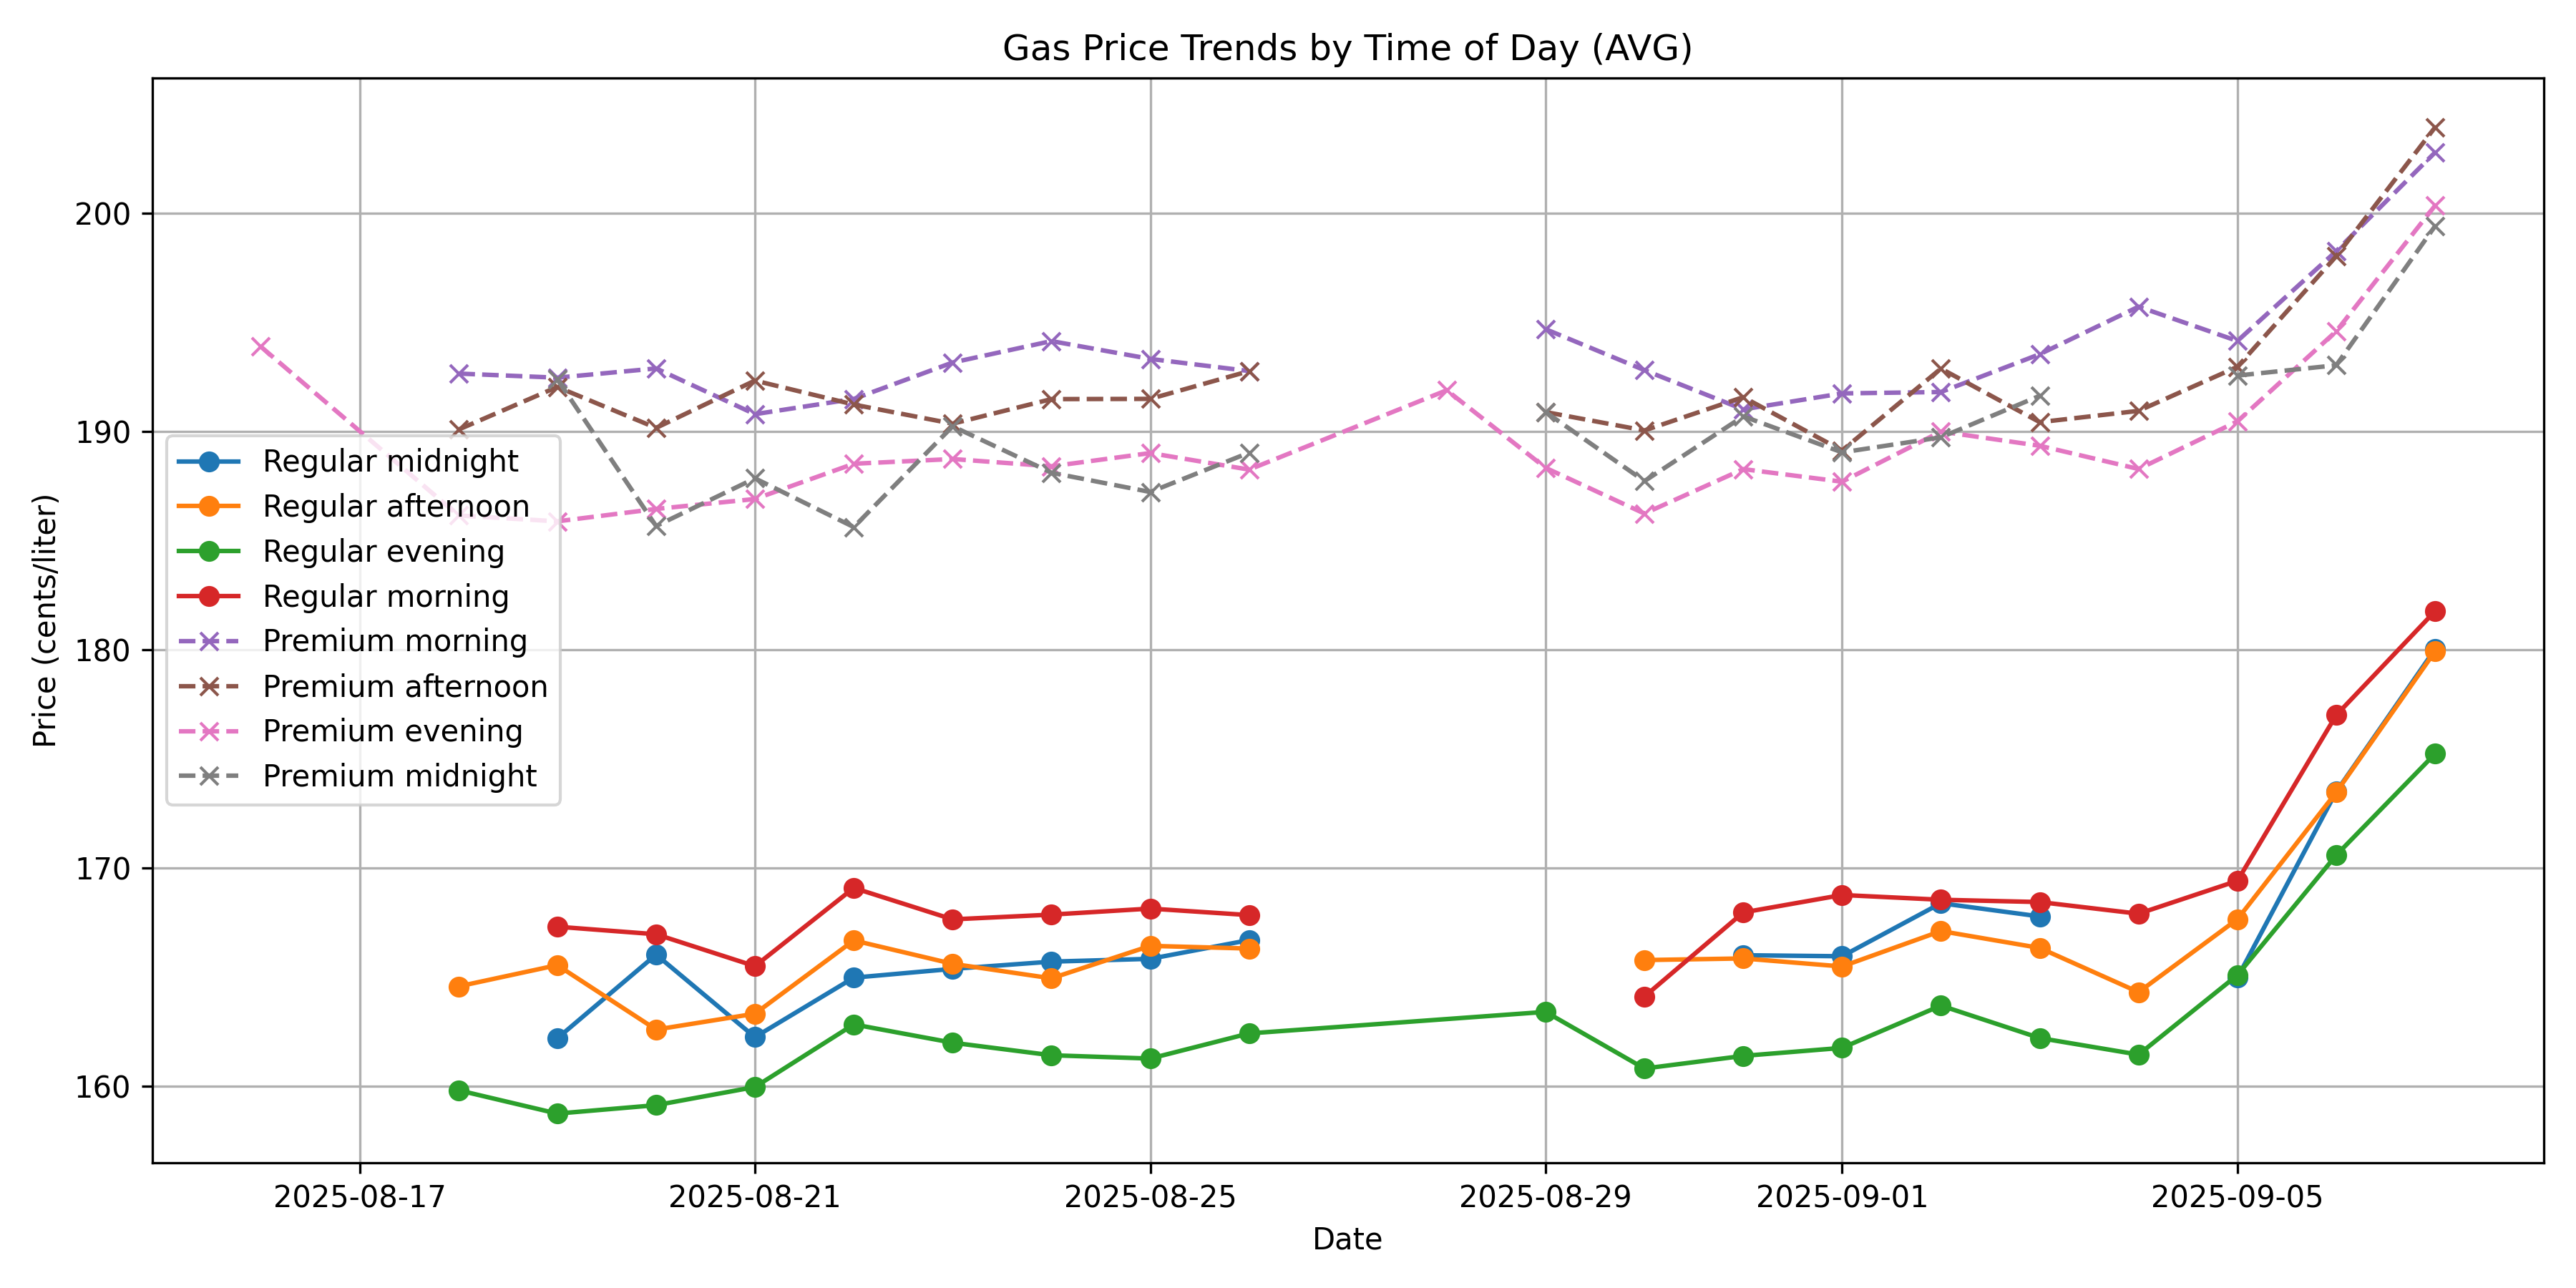 Gas Price Trends by Time of Day (AVG)
Price (cents/liter)
200
190
180
170
160
Regular midnight
Regular afternoon
Regular evening
Regular morning
Premium morning
Premium afternoon
Premium evening
Premium midnight
2025-08-17 2025-08-21 2025-08-25 2025-08-29 2025-09-01 2025-09-05
Date